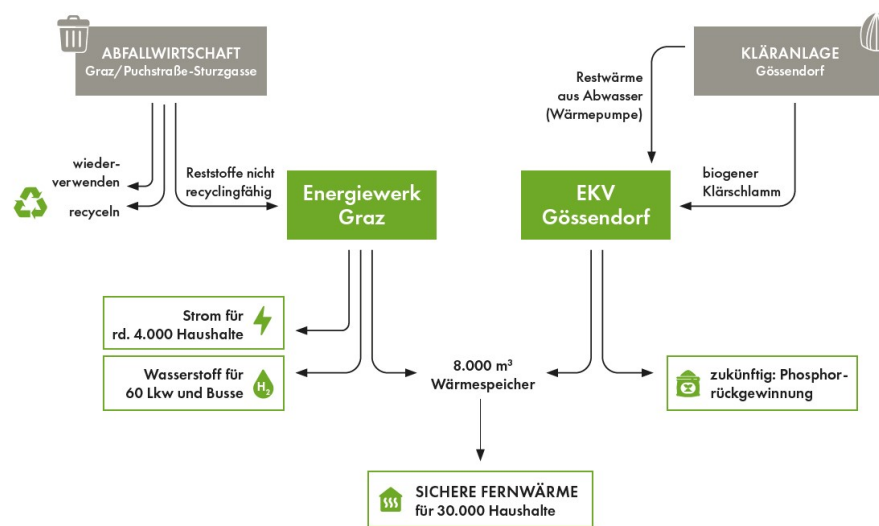 ABFALLWIRTSCHAFT
Graz/Puchstraße-Sturzgasse
KLÄRANLAGE
Gössendorf
Restwärme
aus Abwasser
(Wärmepumpe)
wieder-
verwenden
recyceln
Reststoffe nicht
recyclingfähig
Energiewerk
Graz
EKV
Gössendorf
biogener
Klärschlamm
Strom für
rd. 4.000 Haushalte
Wasserstoff für
60 Lkw und Busse
H₂
8.000 m³
Wärmespeicher
zukünftig: Phosphor-
rückgewinnung
SICHERE FERNWÄRME
für 30.000 Haushalte